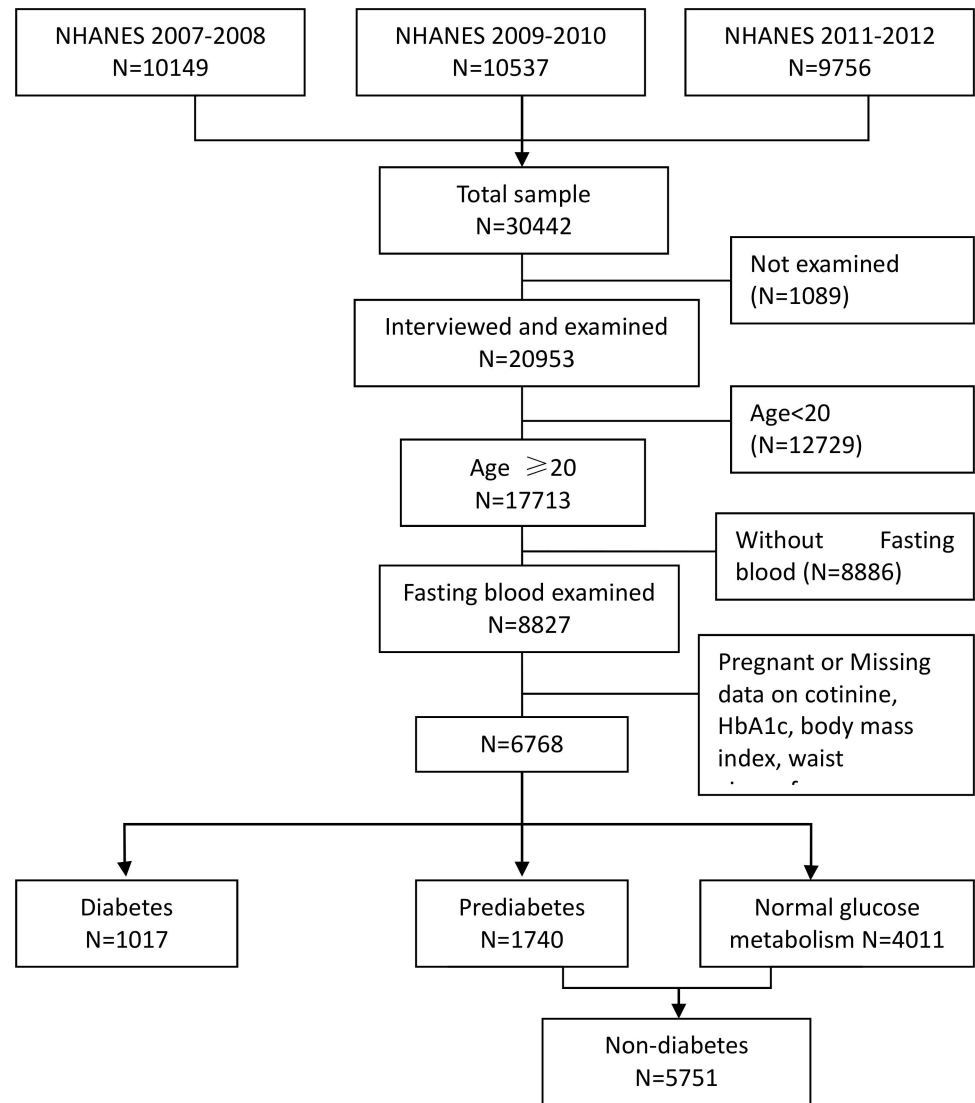 NHANES 2007-2008
N=10149
NHANES 2009-2010
N=10537
NHANES 2011-2012
N=9756
Total sample
N=30442
Not examined
(N=1089)
Interviewed and examined
N=20953
Age<20
(N=12729)
Age ≥20
N=17713
Without Fasting
blood (N=8886)
Fasting blood examined
N=8827
Pregnant or Missing
data on cotinine,
HbA1c, body mass
index, waist
N=6768
Diabetes
N=1017
Prediabetes
N=1740
Normal glucose
metabolism N=4011
Non-diabetes
N=5751